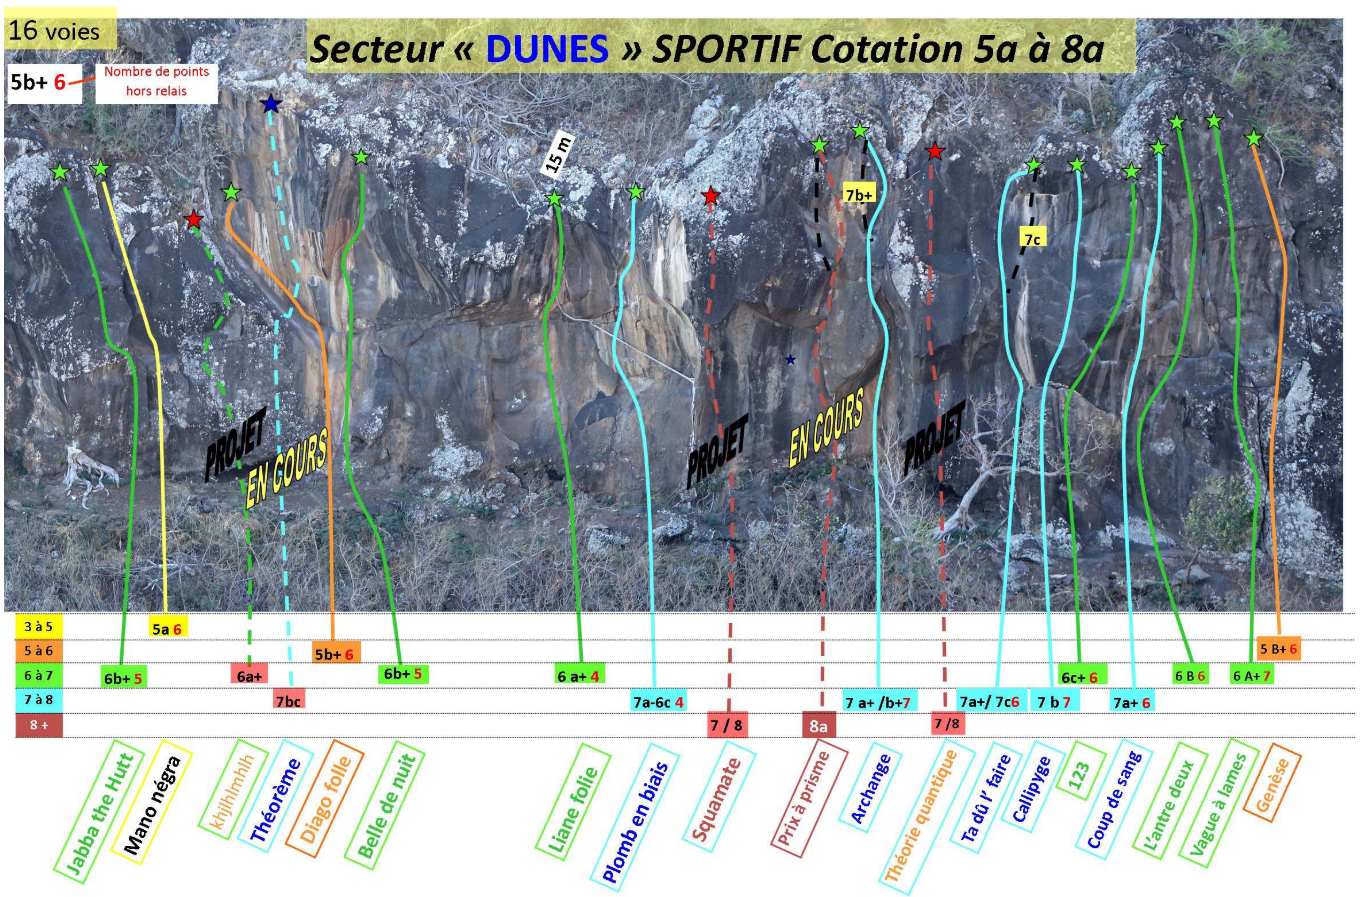 16 voies
Secteur « DUNES » SPORTIF Cotation 5a à 8a
5b+ 6
Nombre de points
hors relais
15 m
7b+
7c
PROJET
EN COURS
PROJET
EN COURS
PROJET
3 à 5
5a 6
5 à 6
5b+ 6
5 B+ 6
6 à 7
6b+ 5
6a+
6b+ 5
6 a+ 4
6c+ 6
6 B 6
6 A+ 7
7 à 8
7bc
7a-6c 4
7 a+ /b+7
7a+/ 7c6
7 b 7
7a+ 6
8 +
7 / 8
8a
7 /8
Jabba the Hutt
Mano négra
khjlhlmhlh
Théorème
Diago folle
Belle de nuit
Liane folie
Plomb en biais
Squamate
Prix à prisme
Archange
Théorie quantique
Ta dû l' faire
Callipyge
123
Coup de sang
L'antre deux
Vague à lames
Genèse